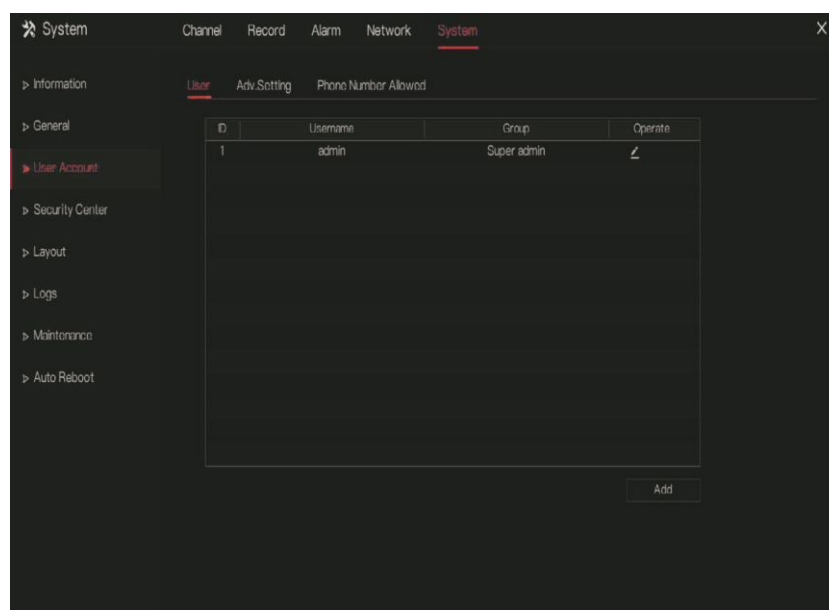 System Channel Record Alarm Network System X
Information
User Adv.Setting Phone Number Allowed
General
ID Username Group Operate
1 admin Super admin
User Account
Security Center
Layout
Logs
Maintenance
Auto Reboot
Add